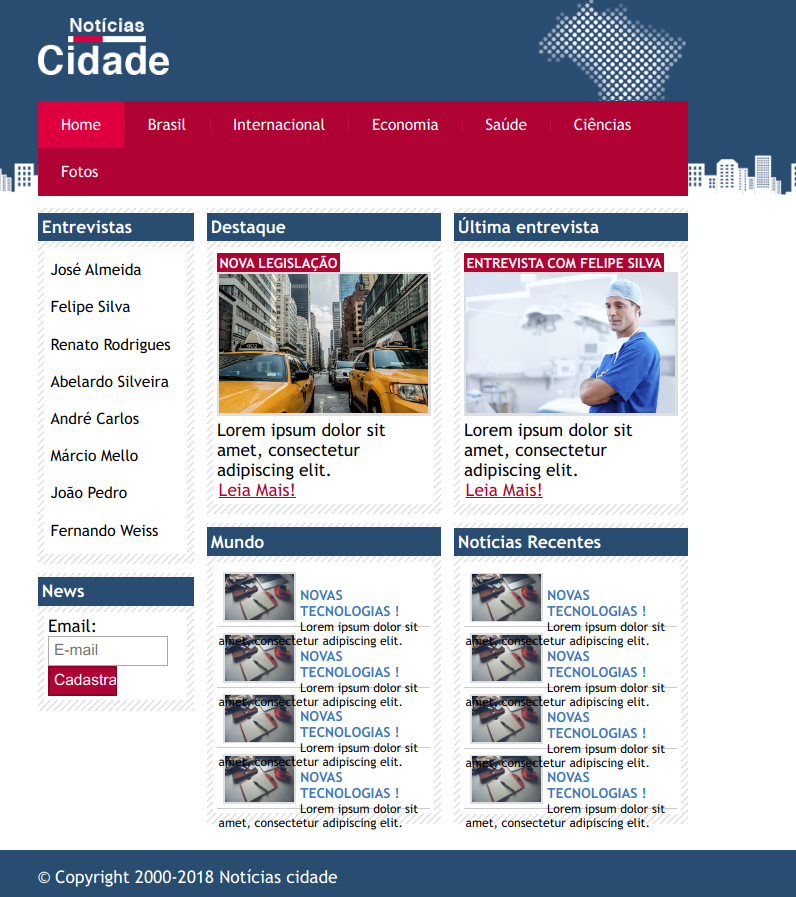 Notícias
Cidade
Home Brasil Internacional Economia Saúde Ciências
Fotos
Entrevistas
José Almeida
Felipe Silva
Renato Rodrigues
Abelardo Silveira
André Carlos
Márcio Mello
João Pedro
Fernando Weiss
News
Email:
E-mail
Cadastra
Destaque
NOVA LEGISLAÇÃO
Lorem ipsum dolor sit
amet, consectetur
adipiscing elit.
Leia Mais!
Última entrevista
ENTREVISTA COM FELIPE SILVA
Lorem ipsum dolor sit
amet, consectetur
adipiscing elit.
Leia Mais!
Mundo
NOVAS
TECNOLOGIAS !
Lorem ipsum dolor sit
amet, consectetur adipiscing elit.
NOVAS
TECNOLOGIAS !
Lorem ipsum dolor sit
amet, consectetur adipiscing elit.
NOVAS
TECNOLOGIAS !
Lorem ipsum dolor sit
amet, consectetur adipiscing elit.
NOVAS
TECNOLOGIAS !
Lorem ipsum dolor sit
amet, consectetur adipiscing elit.
Notícias Recentes
NOVAS
TECNOLOGIAS !
Lorem ipsum dolor sit
amet, consectetur adipiscing elit.
NOVAS
TECNOLOGIAS !
Lorem ipsum dolor sit
amet, consectetur adipiscing elit.
NOVAS
TECNOLOGIAS !
Lorem ipsum dolor sit
amet, consectetur adipiscing elit.
NOVAS
TECNOLOGIAS !
Lorem ipsum dolor sit
amet, consectetur adipiscing elit.
© Copyright 2000-2018 Notícias cidade